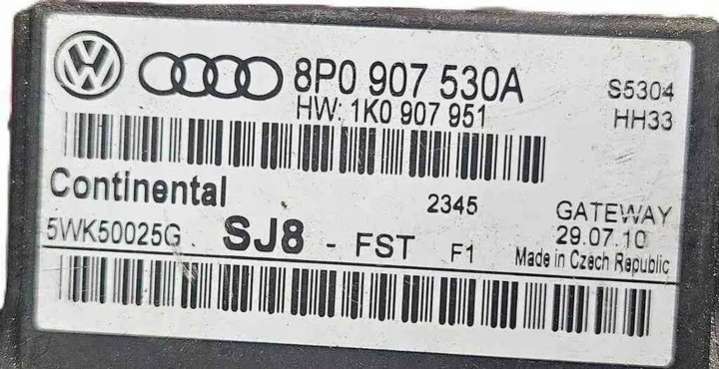 8P0 907 530A
S5304
HW: 1K0 907 951
HH33
Continental
2345
GATEWAY
5WK50025G . SJ8 - FST F1
29.07.10
Made in Czech Republic